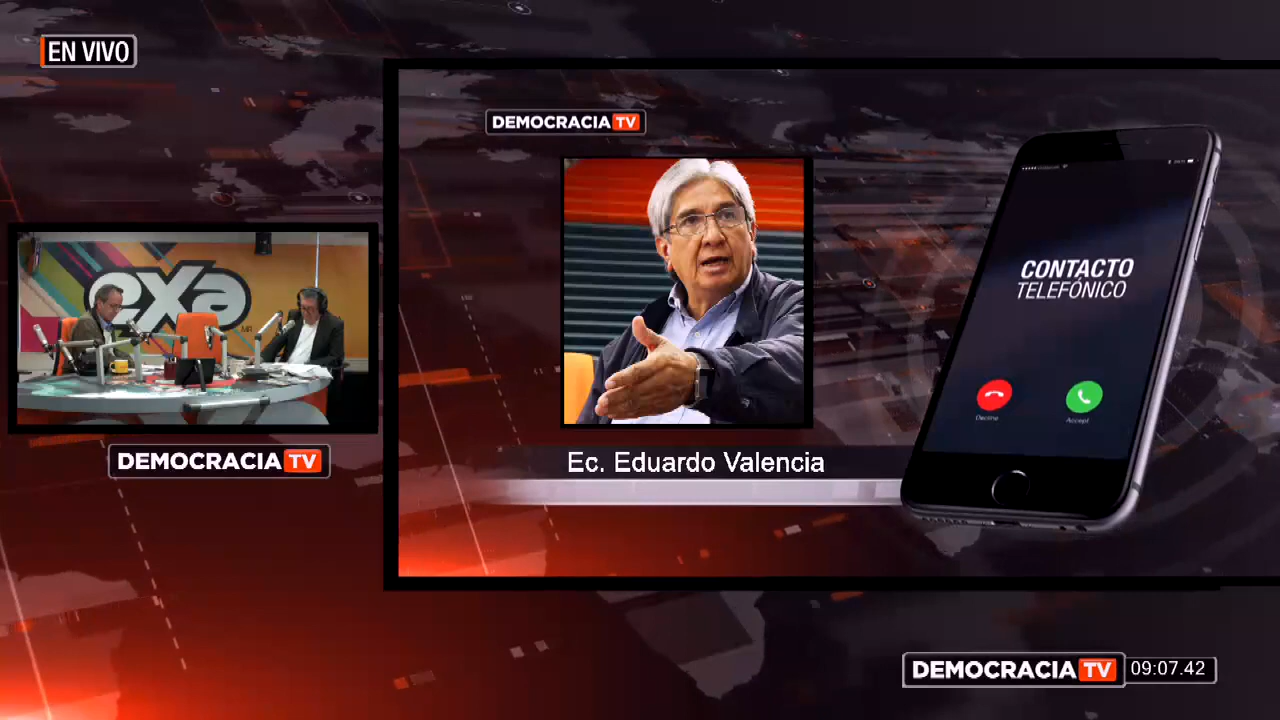 EN VIVO
DEMOCRACIA TV
exa
CONTACTO
TELEFÓNICO
Decline
Accept
Ec. Eduardo Valencia
DEMOCRACIA TV
DEMOCRACIA TV
09:07.42